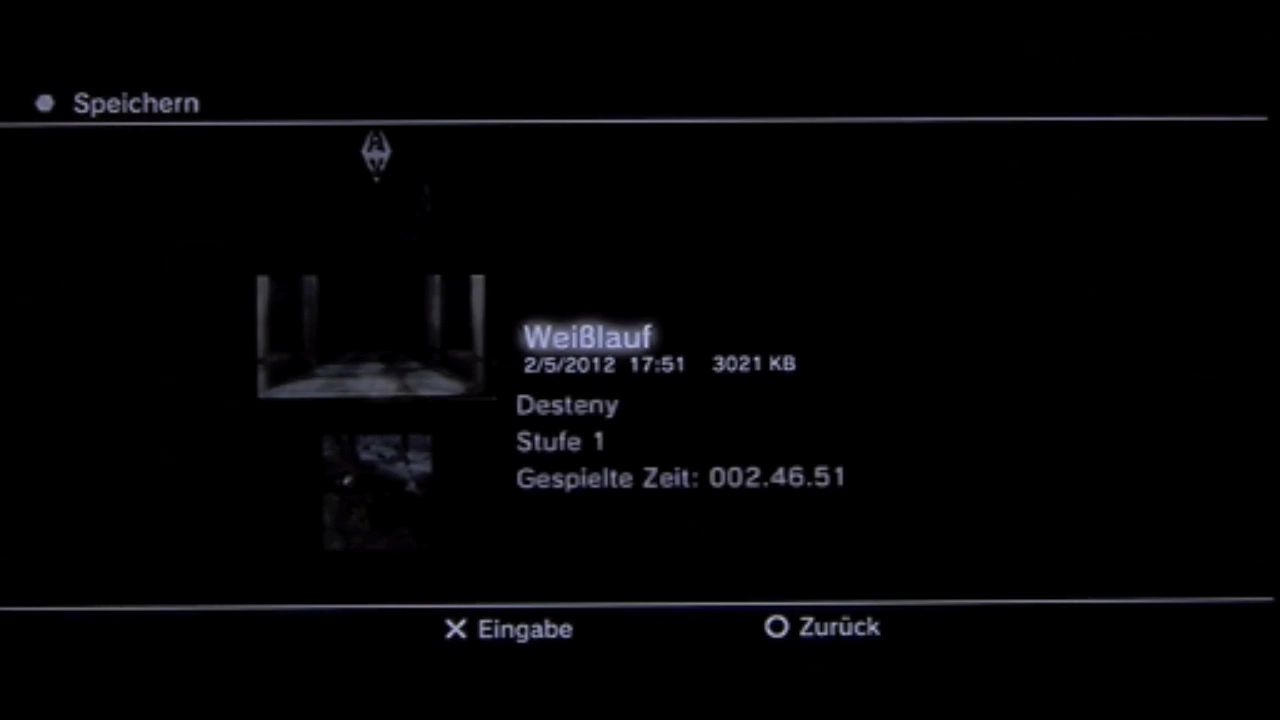 Speichern
Weißlauf
2/5/2012 17:51 3021 KB
Desteny
Stufe 1
Gespielte Zeit: 002.46.51
Eingabe
Zurück